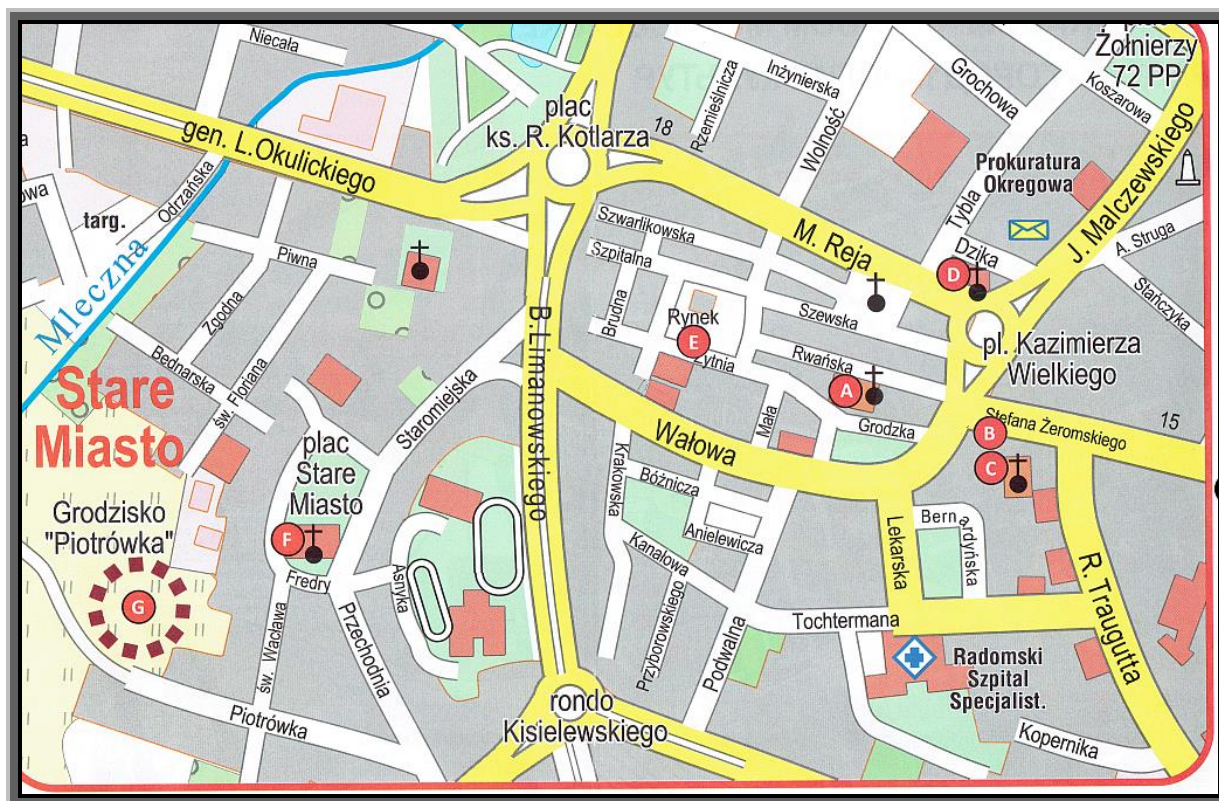 Niecała
plac
Żołnierzy
72 PP
gen. L.Okulickiego
plac
ks. R. Kotlarza
18
Rzemieślnicza
Inżynierska
Wolność
Grochowa
Koszarowa
Prokuratura
Okregowa
Tybla
Dzika
J. Malczewskiego
A. Struga
Stańczyka
targ.
Odrzańska
Mleczna
Piwna
Zgodna
Bednarska
św. Floriana
Szwarlikowska
Szpitalna
M. Reja
D
Brudna
Rynek
E
Żytnia
Szewska
Rwańska
A
pl. Kazimierza
Wielkiego
Stefana Żeromskiego
15
B
C
Stare
Miasto
Staromiejska
B.Limanowskiego
Wałowa
Mała
Grodzka
plac
Stare
Miasto
Grodzisko
"Piotrówka"
G
F
Fredry
Asnyka
Krakowska
Bóźnicza
Anielewicza
Kanałowa
Przyborowskiego
Podwalna
Lekarska
Bernardyńska
R. Traugutta
Tochtermana
Radomski
Szpital
Specjalist.
Kopernika
św. Wacława
Przechodnia
Piotrówka
rondo
Kisielewskiego